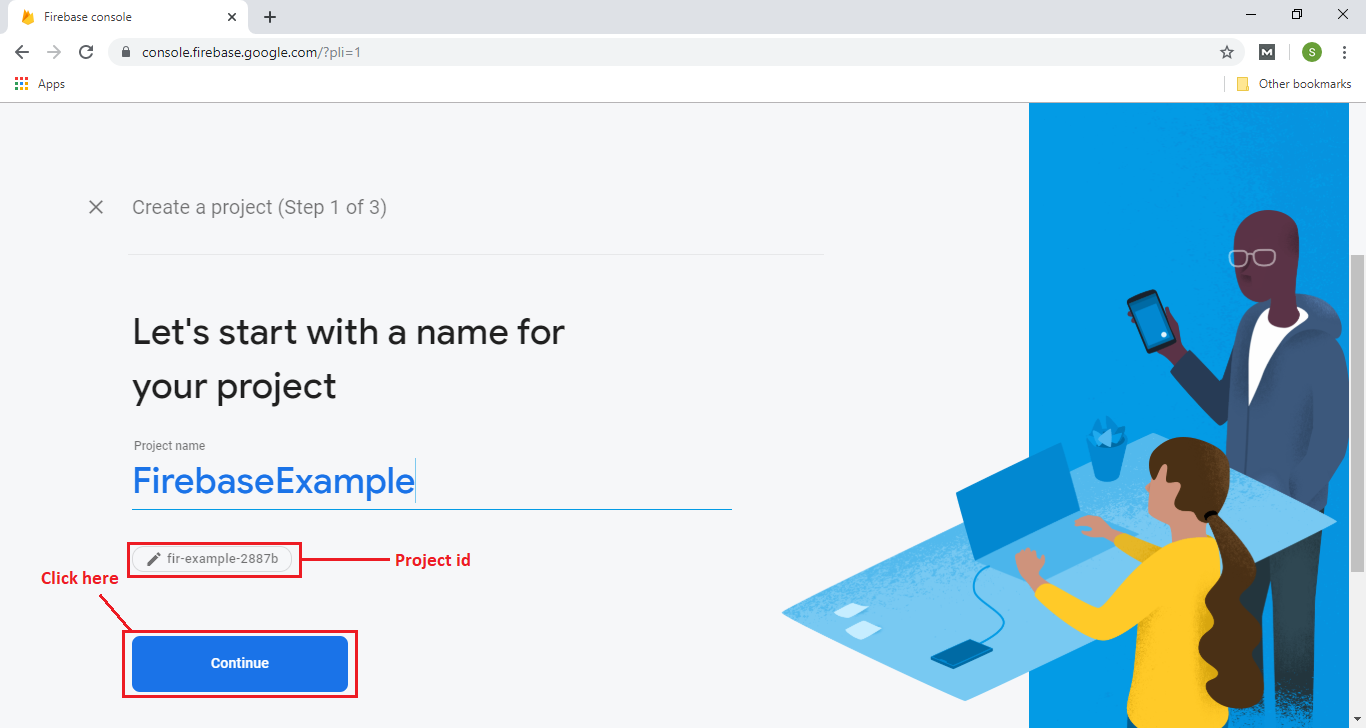 Firebase console
console.firebase.google.com/?pli=1
S
Apps
Other bookmarks
Create a project (Step 1 of 3)
Let's start with a name for
your project
Project name
FirebaseExample
fir-example-2887b
Project id
Click here
Continue